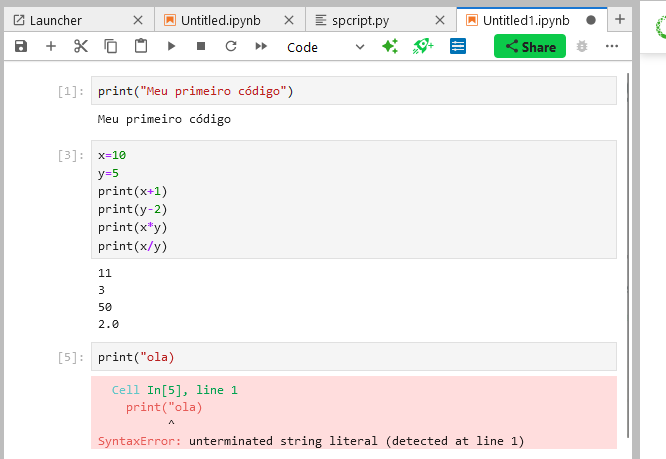 Launcher
Untitled.ipynb
spcript.py
Untitled1.ipynb
Code
Share
[1]:
print("Meu primeiro código")
Meu primeiro código
[3]:
x=10
y=5
print(x+1)
print(y-2)
print(x*y)
print(x/y)
11
3
50
2.0
[5]:
print("ola)
Cell In[5], line 1
print("ola)
^
SyntaxError: unterminated string literal (detected at line 1)